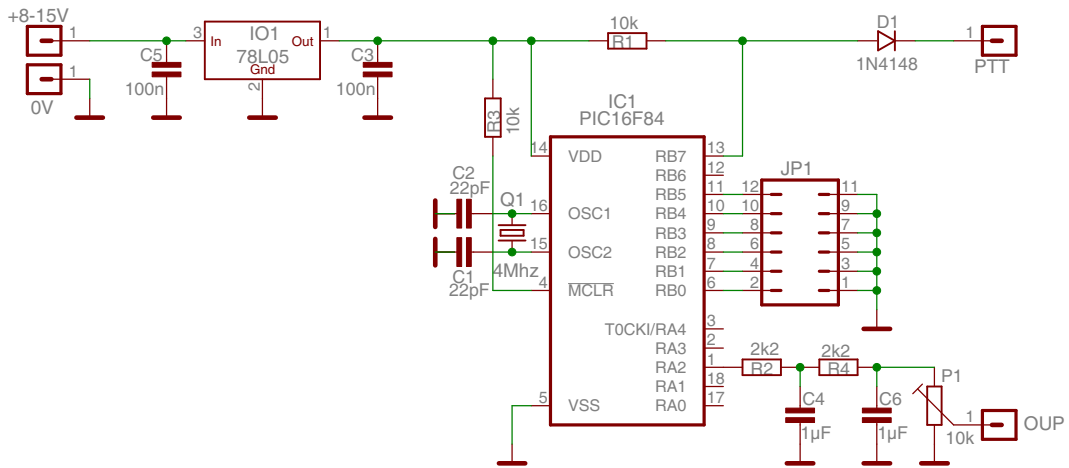 +8-15V
1
3
In
IO1
Out
1
78L05
Gnd
2
C5
100n
C3
100n
10k
R1
D1
1N4148
1
PTT
1
0V
R3
10k
IC1
PIC16F84
14
VDD
RB7
13
RB6
12
RB5
11
RB4
10
RB3
9
RB2
8
RB1
7
RB0
6
C2
22pF
Q1
16
OSC1
15
OSC2
C1
22pF
4Mhz
4
MCLR
JP1
12
11
10
9
8
7
6
5
4
3
2
1
T0CKI/RA4
3
RA3
2
RA2
1
RA1
18
RA0
17
5
VSS
2k2
R2
2k2
R4
C4
1µF
C6
1µF
P1
10k
1
OUP